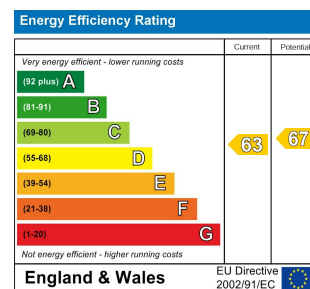 Energy Efficiency Rating
Current Potential
Very energy efficient - lower running costs
(92 plus) A
(81-91) B
(69-80) C
(55-68) D
(39-54) E
(21-38) F
(1-20) G
63
67
Not energy efficient - higher running costs
England & Wales
EU Directive
2002/91/EC